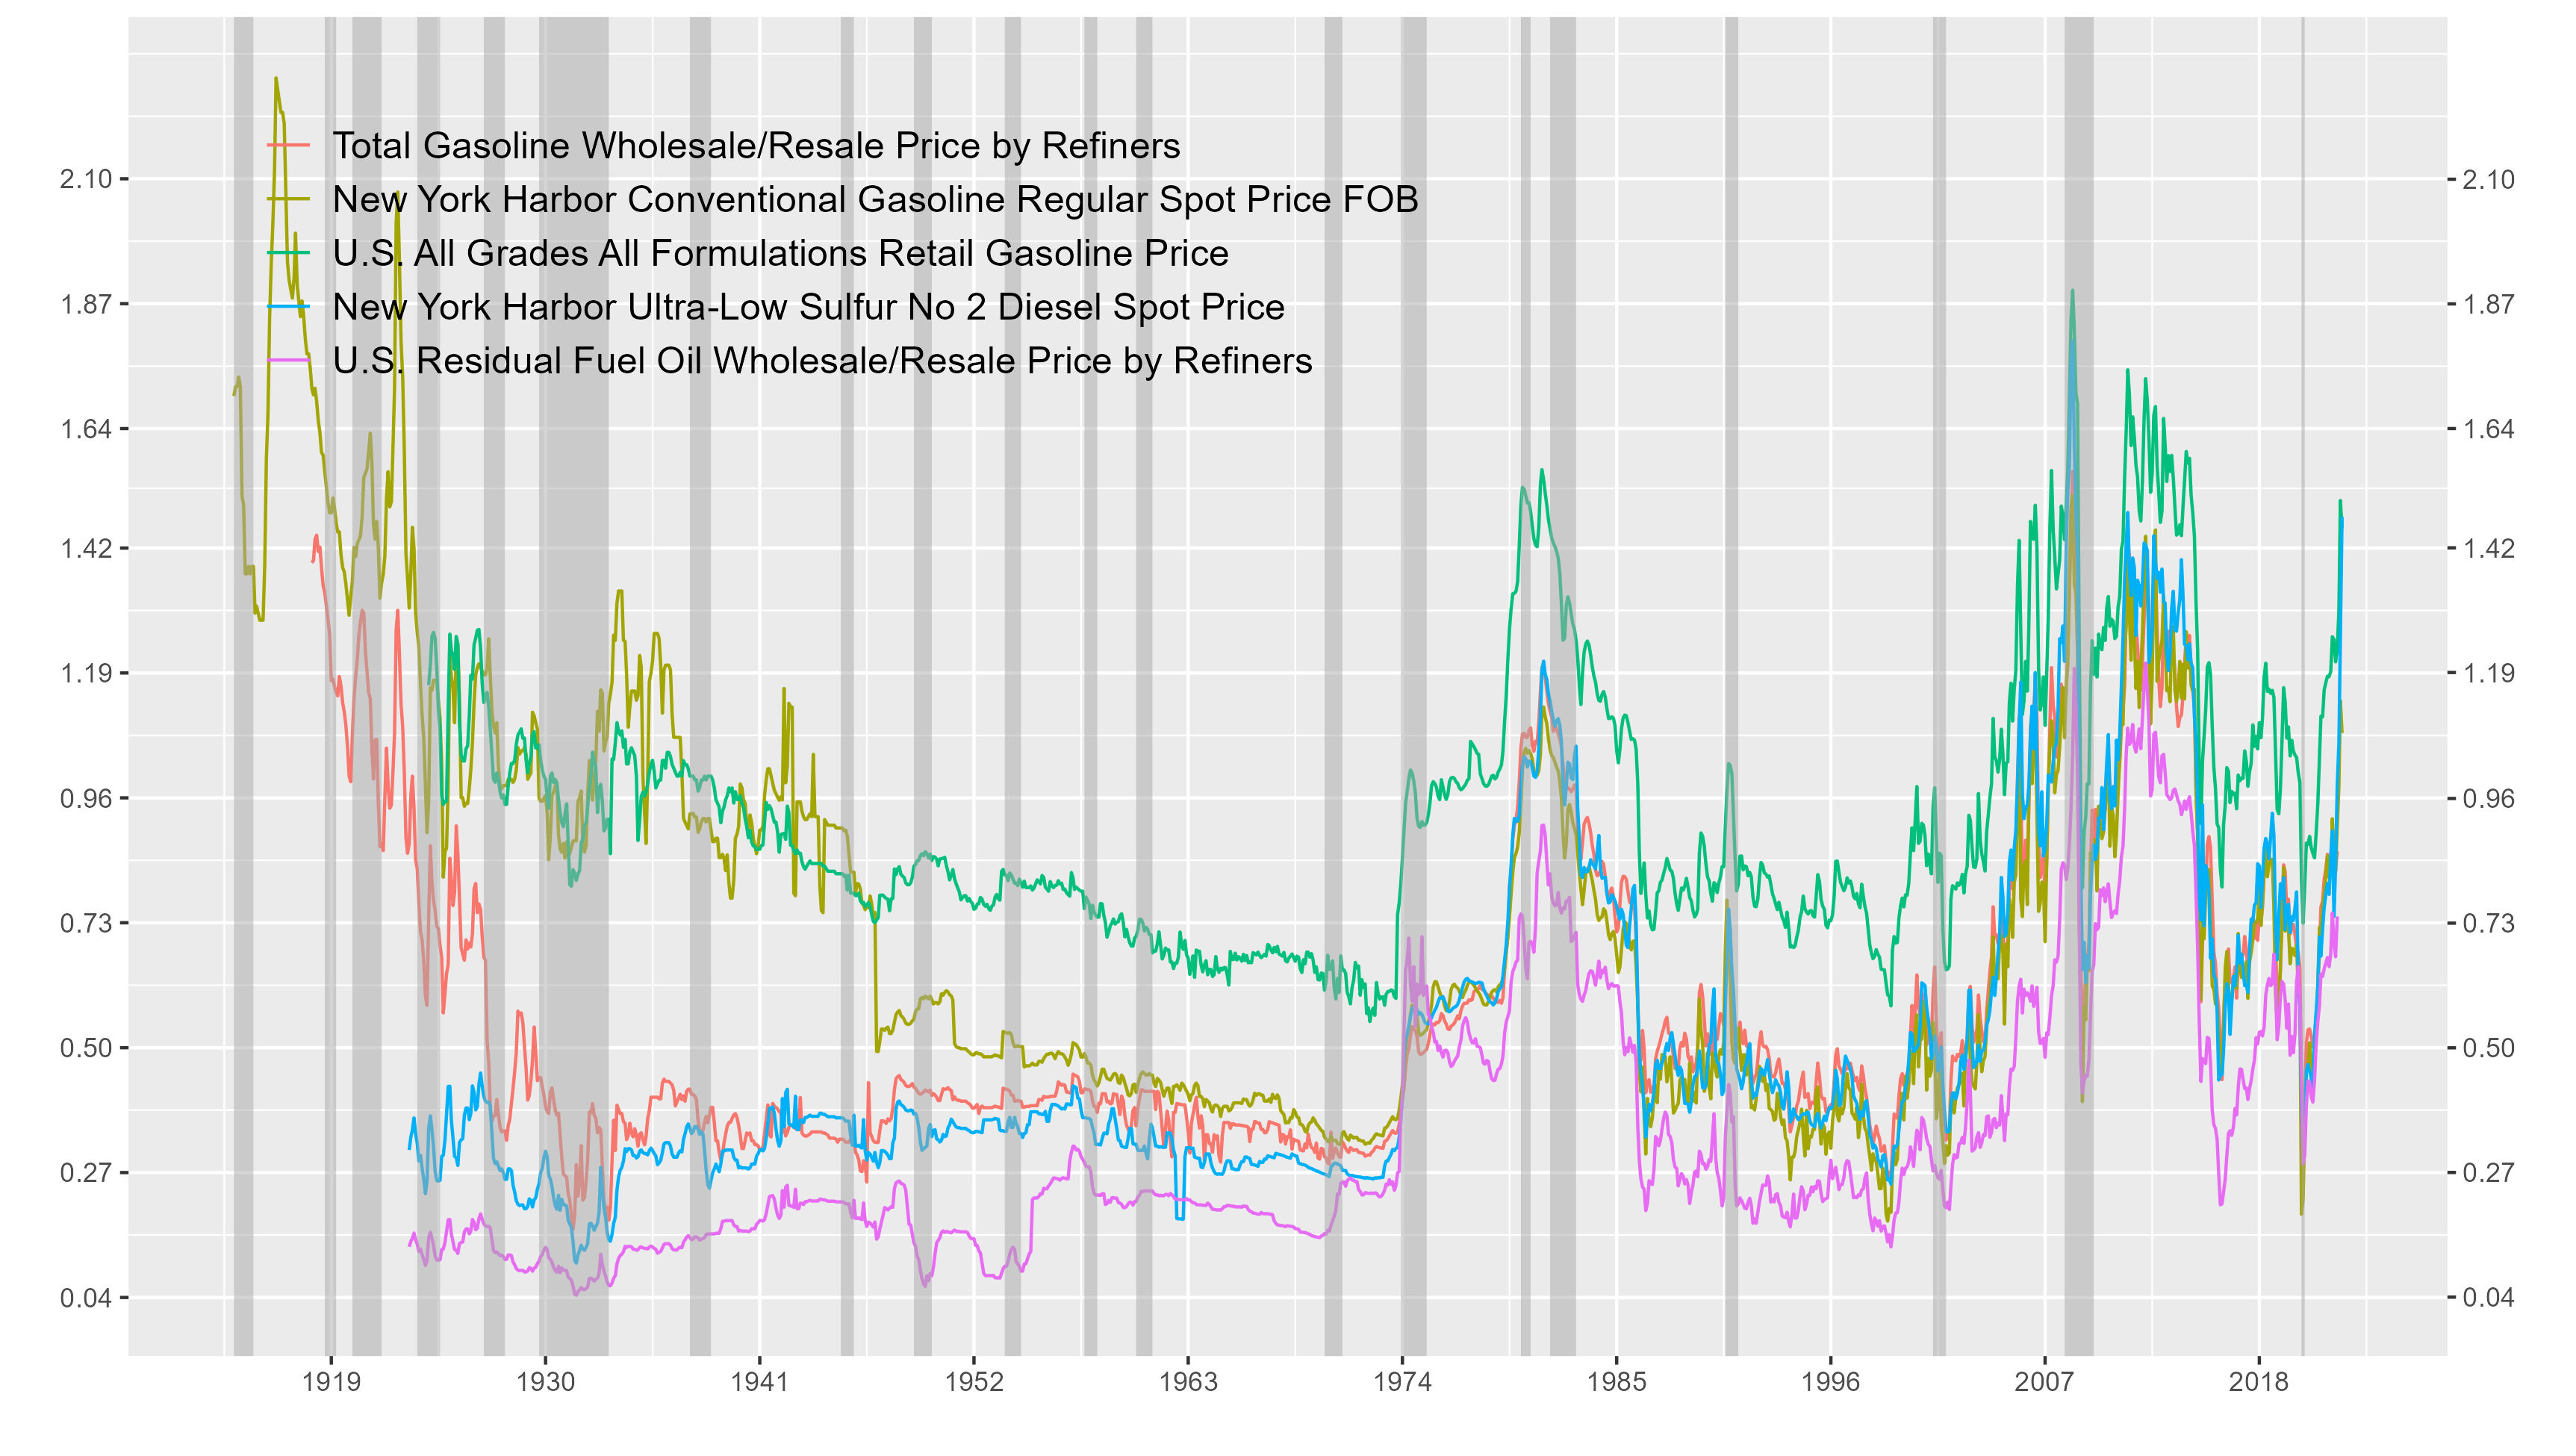 Total Gasoline Wholesale/Resale Price by Refiners
2.10 New York Harbor Conventional Gasoline Regular Spot Price FOB 2.10
U.S. All Grades All Formulations Retail Gasoline Price
1.87 New York Harbor Ultra-Low Sulfur No 2 Diesel Spot Price 1.87
U.S. Residual Fuel Oil Wholesale/Resale Price by Refiners
1.64 1.64
1.42 1.42
1.19 1.19
0.96 0.96
0.73 0.73
0.50 0.50
0.27 0.27
0.04 0.04
1919 1930 1941 1952 1963 1974 1985 1996 2007 2018